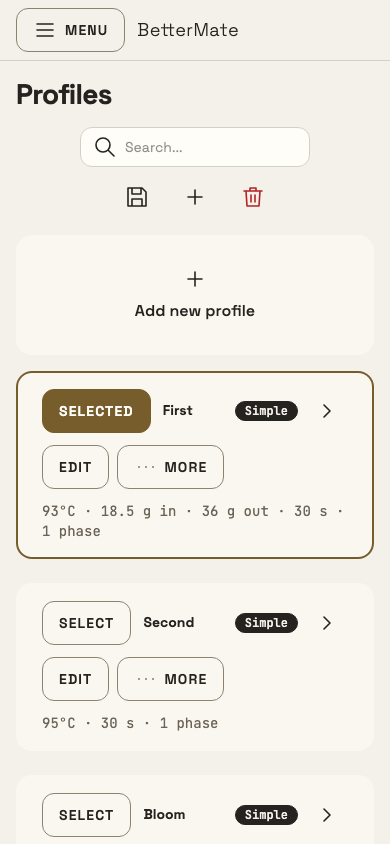 MENU BetterMate
Profiles
Search...
Add new profile
SELECTED First Simple
EDIT ··· MORE
93°C · 18.5 g in · 36 g out · 30 s ·
1 phase
SELECT Second Simple
EDIT ··· MORE
95°C · 30 s · 1 phase
SELECT Bloom Simple